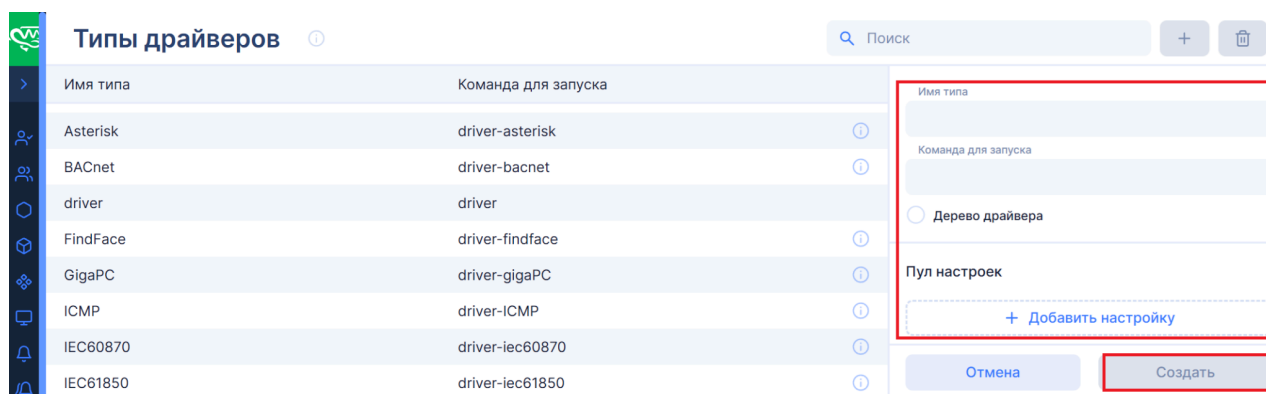 Типы драйверов
Поиск
Имя типа Команда для запуска
Asterisk driver-asterisk
BACnet driver-bacnet
driver driver
FindFace driver-findface
GigaPC driver-gigaPC
ICMP driver-ICMP
IEC60870 driver-iec60870
IEC61850 driver-iec61850
Имя типа
Команда для запуска
Дерево драйвера
Пул настроек
+ Добавить настройку
Отмена Создать